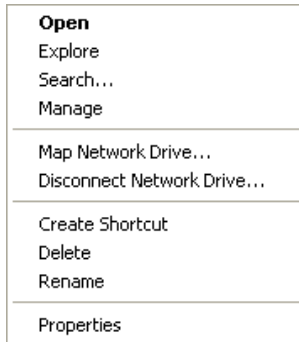 Open
Explore
Search...
Manage
Map Network Drive...
Disconnect Network Drive...
Create Shortcut
Delete
Rename
Properties